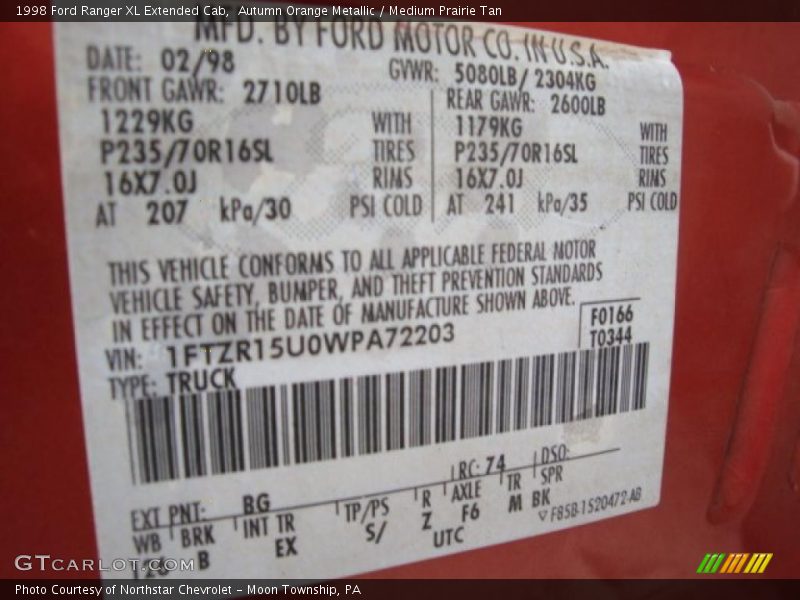 1998 Ford Ranger XL Extended Cab, Autumn Orange Metallic / Medium Prairie Tan
MFD. BY FORD MOTOR CO. IN U.S.A.
DATE: 02/98 GVWR: 5080LB/ 2304KG
FRONT GAWR: 2710LB REAR GAWR: 2600LB
1229KG WITH 1179KG WITH
P235/70R16SL TIRES P235/70R16SL TIRES
16X7.0J RIMS 16X7.0J RIMS
AT 207 kPa/30 PSI COLD AT 241 kPa/35 PSI COLD
THIS VEHICLE CONFORMS TO ALL APPLICABLE FEDERAL MOTOR
VEHICLE SAFETY, BUMPER, AND THEFT PREVENTION STANDARDS
IN EFFECT ON THE DATE OF MANUFACTURE SHOWN ABOVE.
F0166
VIN: 1FTZR15U0WPA72203 T0344
TYPE: TRUCK
RC: 74 DSO:
EXT PNT: BG
WB BRK INT TR TP/PS R AXLE TR SPR
B EX S/ Z F6 M BK
UTC F85B-1520472-AB
GTCARLOT.COM
Photo Courtesy of Northstar Chevrolet - Moon Township, PA